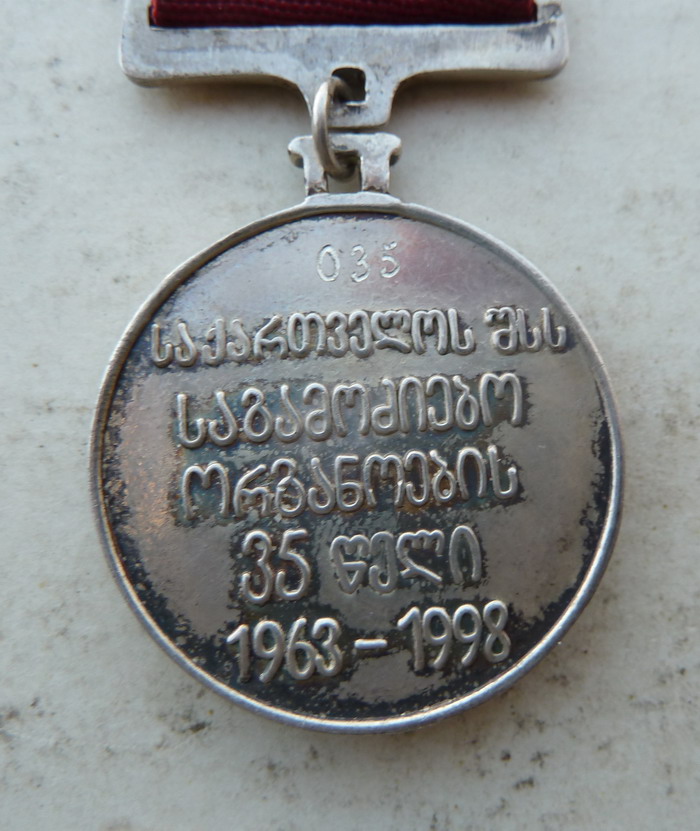 035
საქართველოს შსს
საგამოძიებო
ორგანოების
35 წელი
1963 - 1998